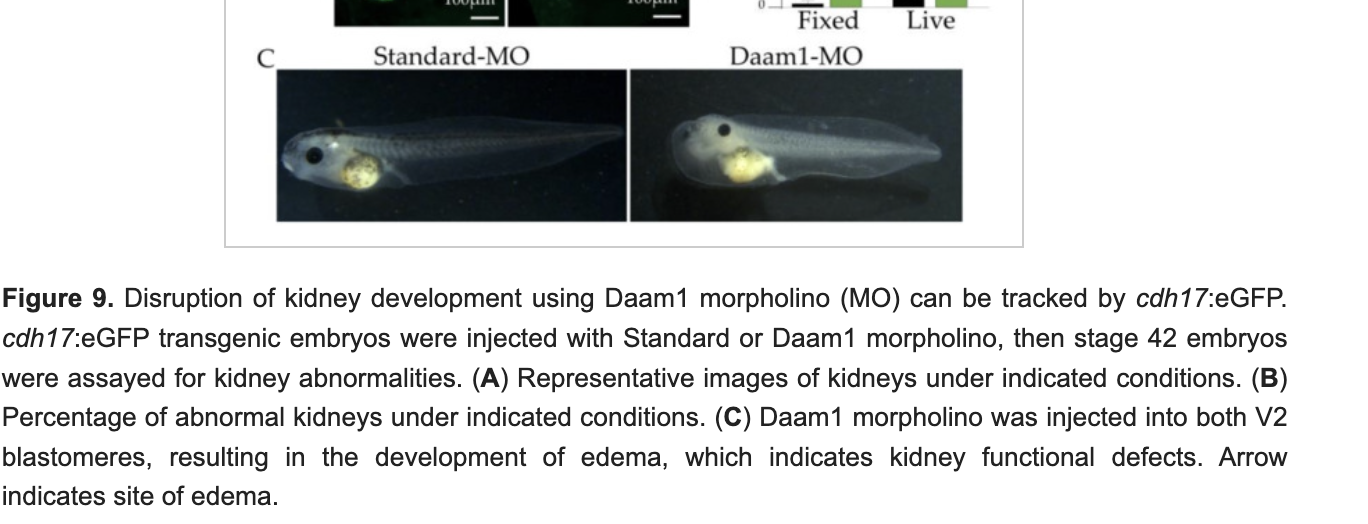 100µm 100µm 0
Fixed Live
C Standard-MO Daam1-MO
Figure 9. Disruption of kidney development using Daam1 morpholino (MO) can be tracked by cdh17:eGFP.
cdh17:eGFP transgenic embryos were injected with Standard or Daam1 morpholino, then stage 42 embryos
were assayed for kidney abnormalities. (A) Representative images of kidneys under indicated conditions. (B)
Percentage of abnormal kidneys under indicated conditions. (C) Daam1 morpholino was injected into both V2
blastomeres, resulting in the development of edema, which indicates kidney functional defects. Arrow
indicates site of edema.